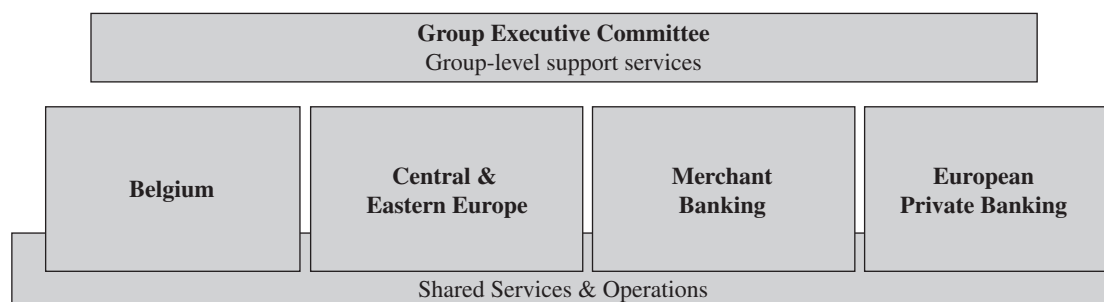 Group Executive Committee
Group-level support services
Belgium
Central &
Eastern Europe
Merchant
Banking
European
Private Banking
Shared Services & Operations